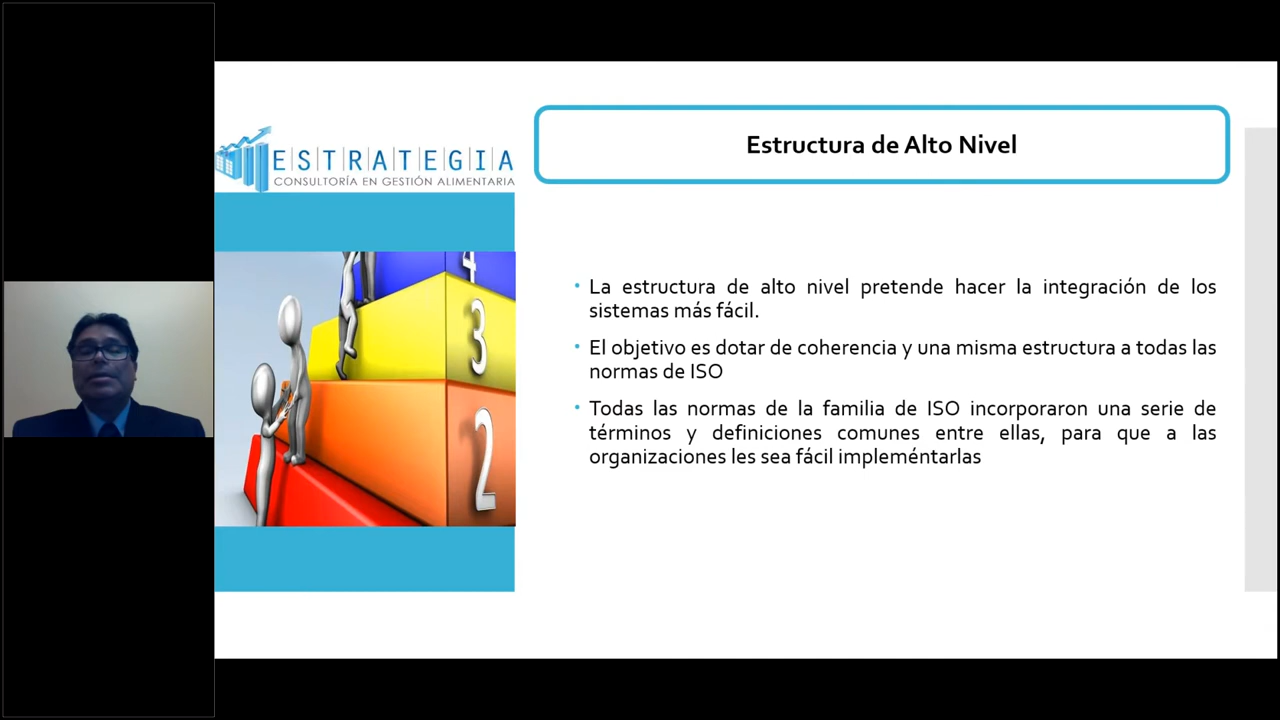 ESTRATEGIA
CONSULTORÍA EN GESTIÓN ALIMENTARIA
Estructura de Alto Nivel
• La estructura de alto nivel pretende hacer la integración de los
sistemas más fácil.
• El objetivo es dotar de coherencia y una misma estructura a todas las
normas de ISO
• Todas las normas de la familia de ISO incorporaron una serie de
términos y definiciones comunes entre ellas, para que a las
organizaciones les sea fácil impleméntarlas
4
3
2